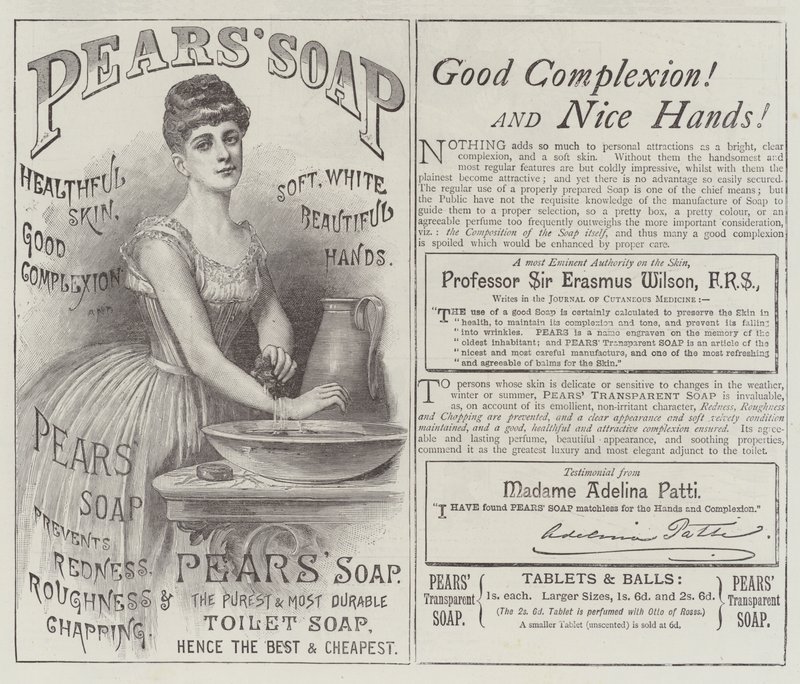 PEARS' SOAP
HEALTHFUL
SKIN.
GOOD
COMPLEXION
SOFT, WHITE
BEAUTIFUL
HANDS.
PEARS'
SOAP
PREVENTS
REDNESS.
ROUGHNESS &
CHAPPING.
PEARS' SOAP.
THE PUREST & MOST DURABLE
TOILET SOAP,
HENCE THE BEST & CHEAPEST.
Good Complexion!
AND Nice Hands!
NOTHING adds so much to personal attractions as a bright, clear
complexion, and a soft skin. Without them the handsomest and
most regular features are but coldly impressive, whilst with them the
plainest become attractive; and yet there is no advantage so easily secured.
The regular use of a properly prepared Soap is one of the chief means; but
the Public have not the requisite knowledge of the manufacture of Soap to
guide them to a proper selection, so a pretty box, a pretty colour, or an
agreeable perfume too frequently outweighs the more important consideration,
viz.: the Composition of the Soap itself, and thus many a good complexion
is spoiled which would be enhanced by proper care.
A most Eminent Authority on the Skin,
Professor Sir Erasmus Wilson, F.R.S.,
Writes in the JOURNAL OF CUTANEOUS MEDICINE:—
"THE use of a good Soap is certainly calculated to preserve the Skin in
"health, to maintain its complexion and tone, and prevent its falling
"into wrinkles. PEARS is a name engraven on the memory of the
"oldest inhabitant; and PEARS' Transparent SOAP is an article of the
"nicest and most careful manufacture, and one of the most refreshing
"and agreeable of balms for the Skin."
TO persons whose skin is delicate or sensitive to changes in the weather,
winter or summer, PEARS' TRANSPARENT SOAP is invaluable,
as, on account of its emollient, non-irritant character, Redness, Roughness
and Chapping are prevented, and a clear appearance and soft velvety condition
maintained, and a good, healthful and attractive complexion ensured. Its agree-
able and lasting perfume, beautiful appearance, and soothing properties,
commend it as the greatest luxury and most elegant adjunct to the toilet.
Testimonial from
Madame Adelina Patti.
"I HAVE found PEARS' SOAP matchless for the Hands and Complexion."
Adelina Patti.
PEARS'
Transparent
SOAP.
TABLETS & BALLS:
1s. each. Larger Sizes, 1s. 6d. and 2s. 6d.
(The 2s. 6d. Tablet is perfumed with Otto of Roses.)
A smaller Tablet (unscented) is sold at 6d.
PEARS'
Transparent
SOAP.